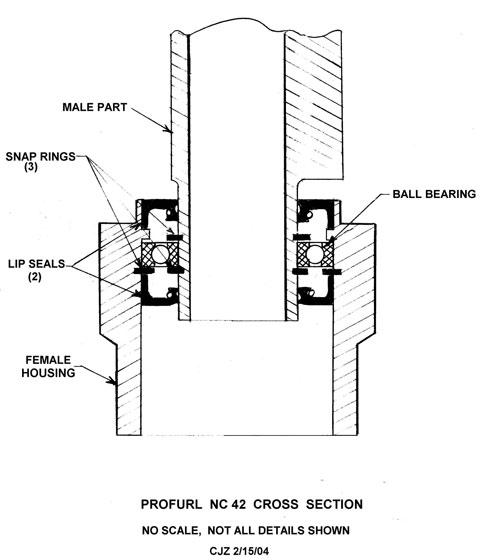 MALE PART
SNAP RINGS
(3)
BALL BEARING
LIP SEALS
(2)
FEMALE
HOUSING
PROFURL NC 42 CROSS SECTION
NO SCALE, NOT ALL DETAILS SHOWN
CJZ 2/15/04